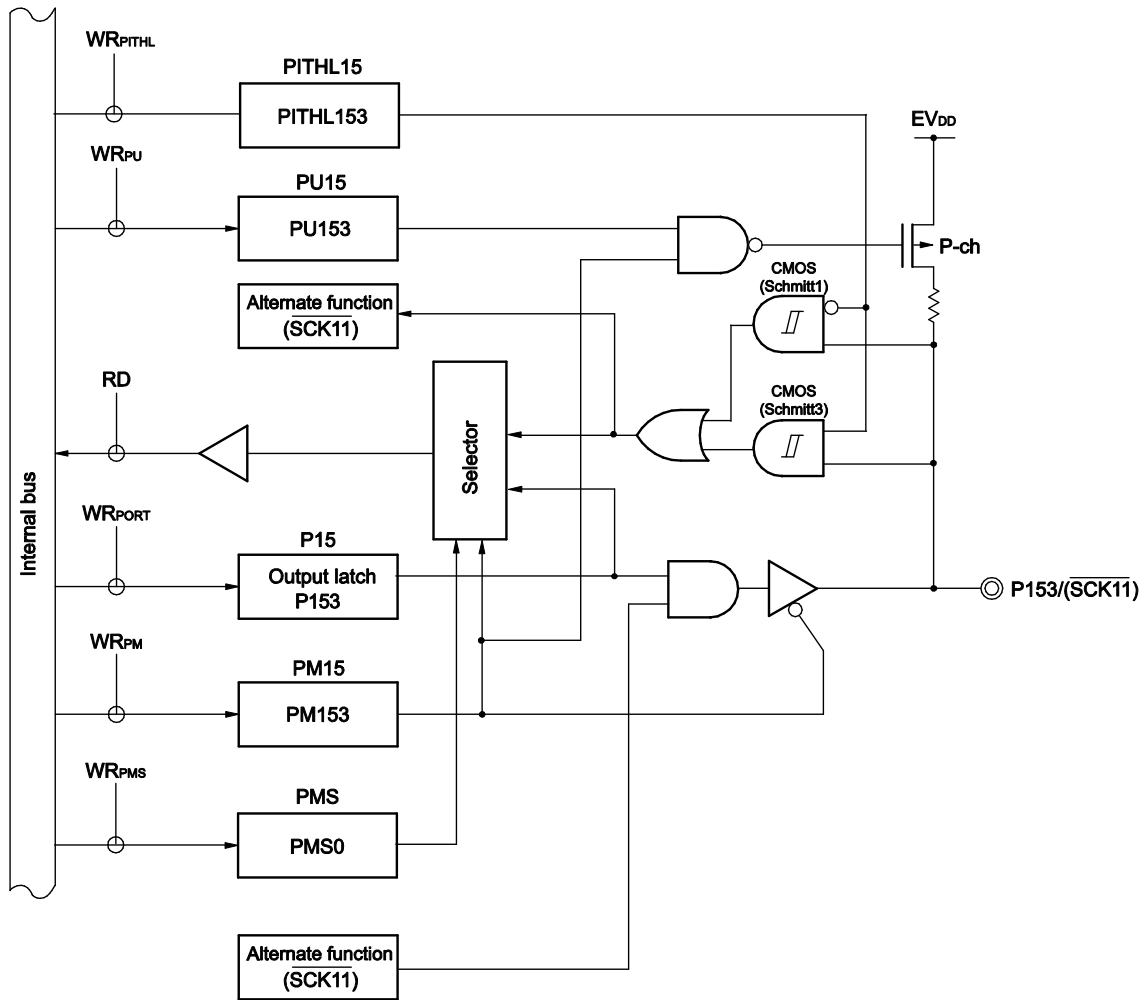 WRPITHL
PITHL15
PITHL153
EVDD
WRPU
PU15
PU153
P-ch
CMOS
(Schmitt1)
Alternate function
(SCK11)
RD
Selector
CMOS
(Schmitt3)
Internal bus
WRPORT
P15
Output latch
P153
P153/(SCK11)
WRPM
PM15
PM153
WRPMS
PMS
PMS0
Alternate function
(SCK11)